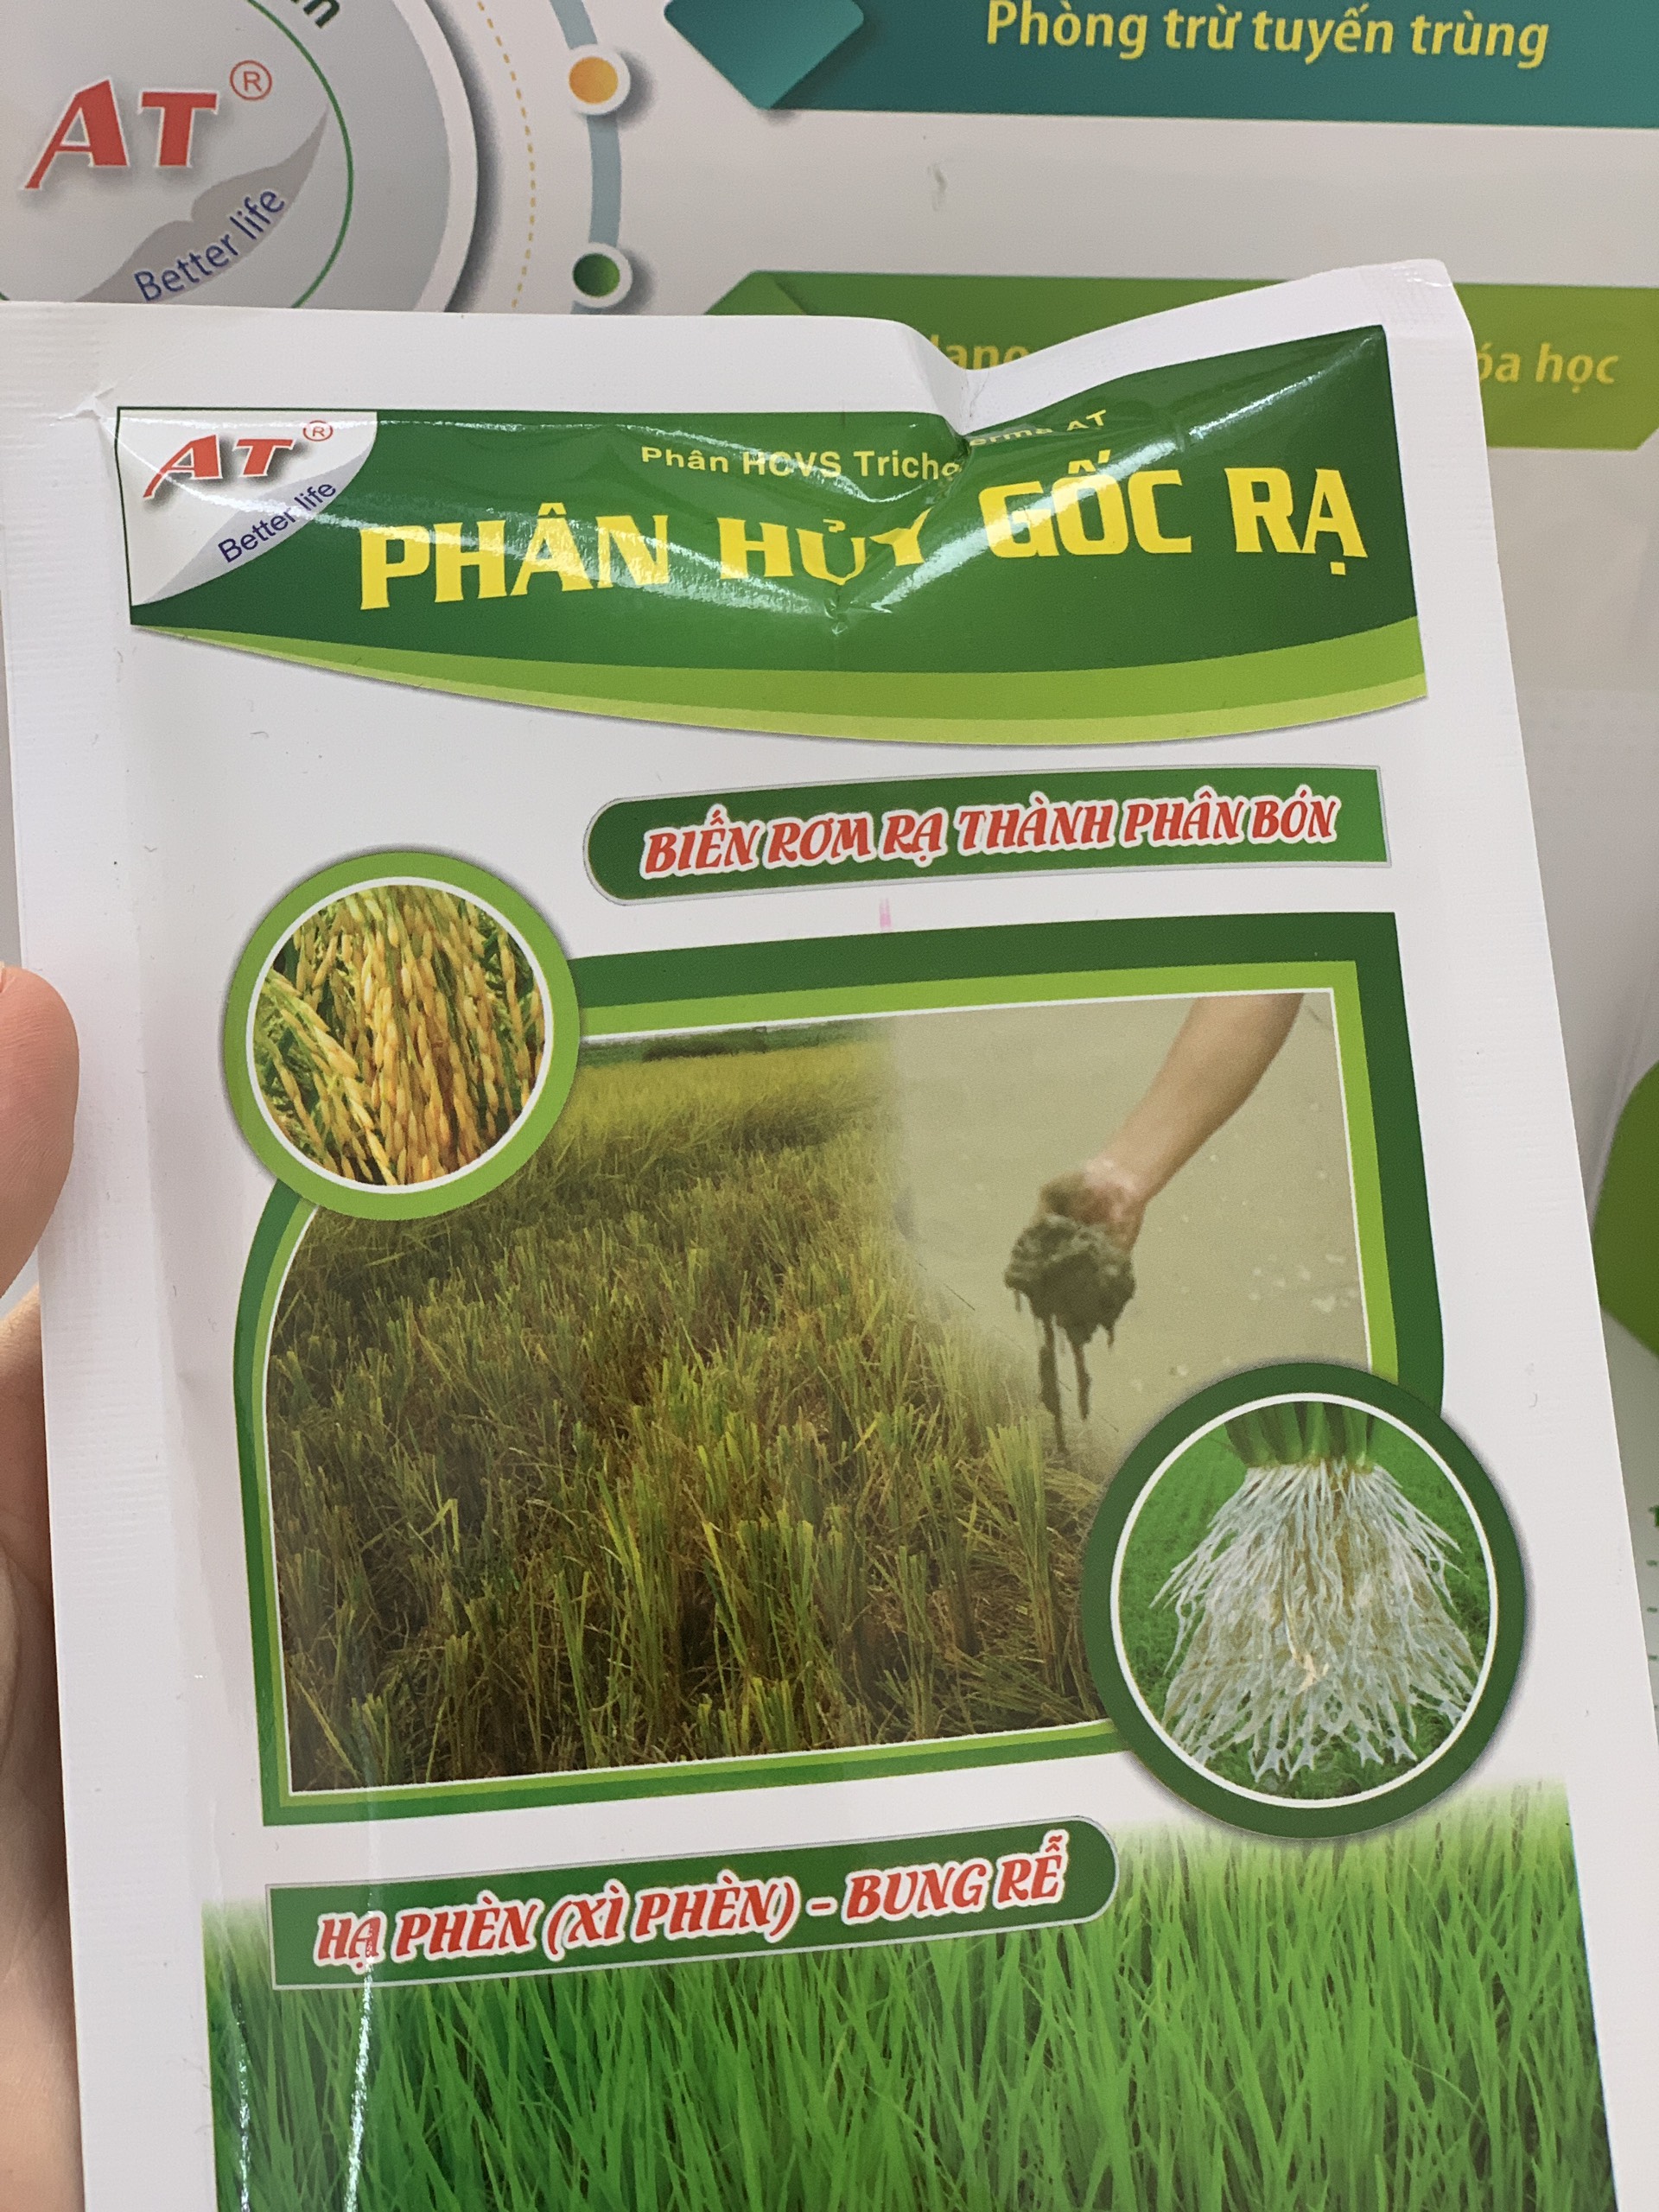 Phòng trừ tuyến trùng
AT®
Better life
óa học
AT®
Better life
Phân HCVS AT
PHÂN HỦY GỐC RẠ
BIẾN RƠM RẠ THÀNH PHÂN BÓN
HẠ PHÈN (XÌ PHÈN) - BUNG RỄ